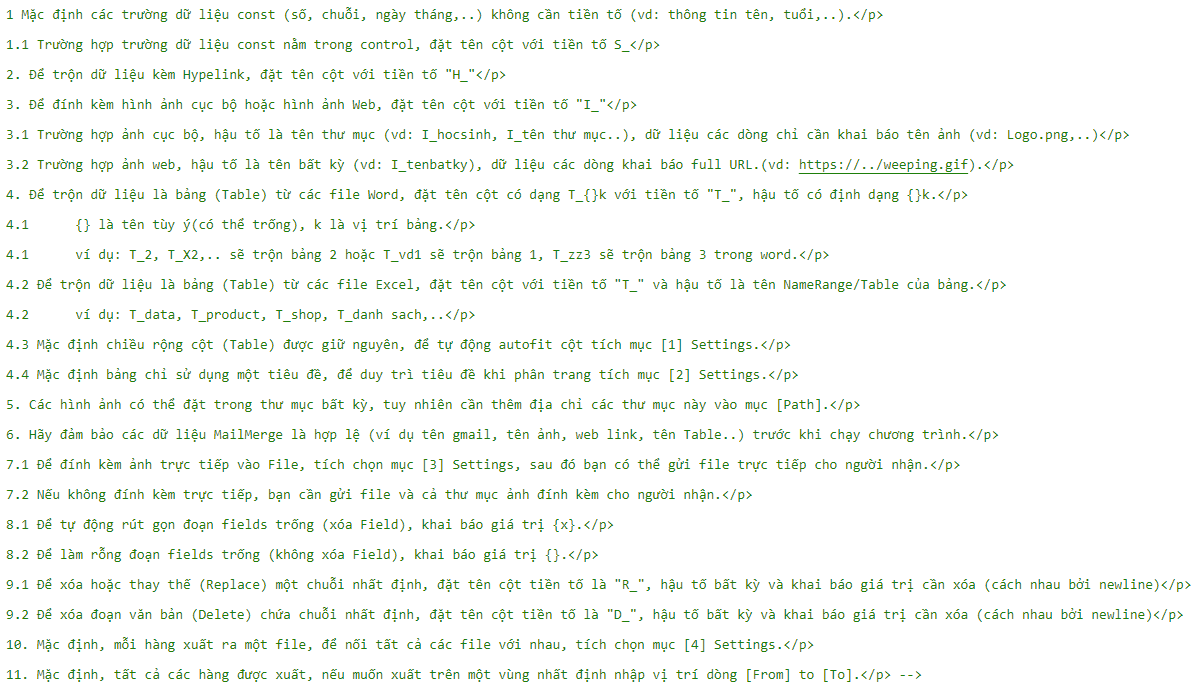 1 Mặc định các trường dữ liệu const (số, chuỗi, ngày tháng,..) không cần tiền tố (vd: thông tin tên, tuổi,..).</p>
1.1 Trường hợp trường dữ liệu const nằm trong control, đặt tên cột với tiền tố S_</p>
2. Để trộn dữ liệu kèm Hypelink, đặt tên cột với tiền tố "H_"</p>
3. Để đính kèm hình ảnh cục bộ hoặc hình ảnh Web, đặt tên cột với tiền tố "I_"</p>
3.1 Trường hợp ảnh cục bộ, hậu tố là tên thư mục (vd: I_hocsinh, I_tên thư mục..), dữ liệu các dòng chỉ cần khai báo tên ảnh (vd: Logo.png,..)</p>
3.2 Trường hợp ảnh web, hậu tố là tên bất kỳ (vd: I_tenbatky), dữ liệu các dòng khai báo full URL.(vd: https://../weeping.gif).</p>
4. Để trộn dữ liệu là bảng (Table) từ các file Word, đặt tên cột có dạng T_{}k với tiền tố "T_", hậu tố có định dạng {}k.</p>
4.1 {} là tên tùy ý(có thể trống), k là vị trí bảng.</p>
4.1 ví dụ: T_2, T_X2,.. sẽ trộn bảng 2 hoặc T_vd1 sẽ trộn bảng 1, T_zz3 sẽ trộn bảng 3 trong word.</p>
4.2 Để trộn dữ liệu là bảng (Table) từ các file Excel, đặt tên cột với tiền tố "T_" và hậu tố là tên NameRange/Table của bảng.</p>
4.2 ví dụ: T_data, T_product, T_shop, T_danh sach,..</p>
4.3 Mặc định chiều rộng cột (Table) được giữ nguyên, để tự động autofit cột tích mục [1] Settings.</p>
4.4 Mặc định bảng chỉ sử dụng một tiêu đề, để duy trì tiêu đề khi phân trang tích mục [2] Settings.</p>
5. Các hình ảnh có thể đặt trong thư mục bất kỳ, tuy nhiên cần thêm địa chỉ các thư mục này vào mục [Path].</p>
6. Hãy đảm bảo các dữ liệu MailMerge là hợp lệ (ví dụ tên gmail, tên ảnh, web link, tên Table..) trước khi chạy chương trình.</p>
7.1 Để đính kèm ảnh trực tiếp vào File, tích chọn mục [3] Settings, sau đó bạn có thể gửi file trực tiếp cho người nhận.</p>
7.2 Nếu không đính kèm trực tiếp, bạn cần gửi file và cả thư mục ảnh đính kèm cho người nhận.</p>
8.1 Để tự động rút gọn đoạn fields trống (xóa Field), khai báo giá trị {x}.</p>
8.2 Để làm rỗng đoạn fields trống (không xóa Field), khai báo giá trị {}.</p>
9.1 Để xóa hoặc thay thế (Replace) một chuỗi nhất định, đặt tên cột tiền tố là "R_", hậu tố bất kỳ và khai báo giá trị cần xóa (cách nhau bởi newline)</p>
9.2 Để xóa đoạn văn bản (Delete) chứa chuỗi nhất định, đặt tên cột tiền tố là "D_", hậu tố bất kỳ và khai báo giá trị cần xóa (cách nhau bởi newline)</p>
10. Mặc định, mỗi hàng xuất ra một file, để nối tất cả các file với nhau, tích chọn mục [4] Settings.</p>
11. Mặc định, tất cả các hàng được xuất, nếu muốn xuất trên một vùng nhất định nhập vị trí dòng [From] to [To].</p> -->